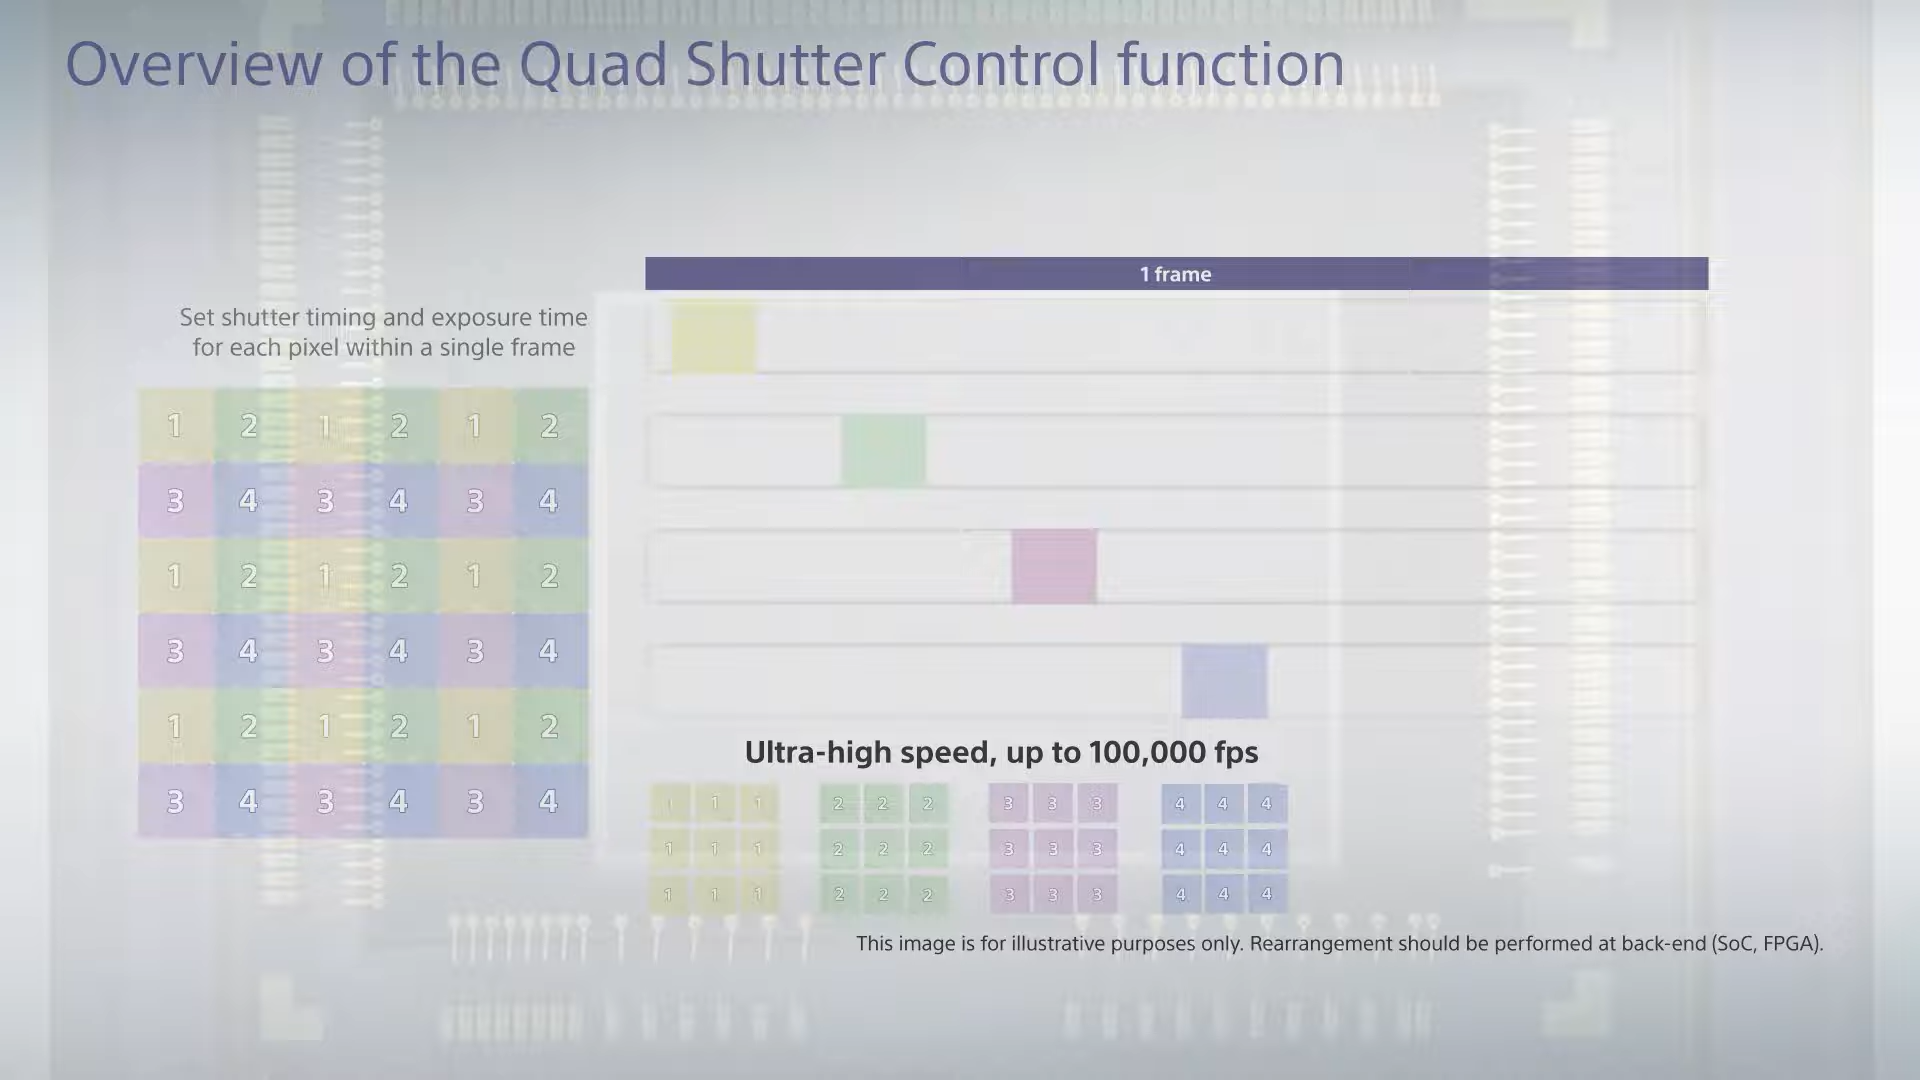 Overview of the Quad Shutter Control function
1 frame
Set shutter timing and exposure time
for each pixel within a single frame
1 2 1 2 1 2
3 4 3 4 3 4
1 2 1 2 1 2
3 4 3 4 3 4
1 2 1 2 1 2
3 4 3 4 3 4
Ultra-high speed, up to 100,000 fps
1 1 1 2 2 2 3 3 3 4 4 4
1 1 1 2 2 2 3 3 3 4 4 4
1 1 1 2 2 2 3 3 3 4 4 4
This image is for illustrative purposes only. Rearrangement should be performed at back-end (SoC, FPGA).